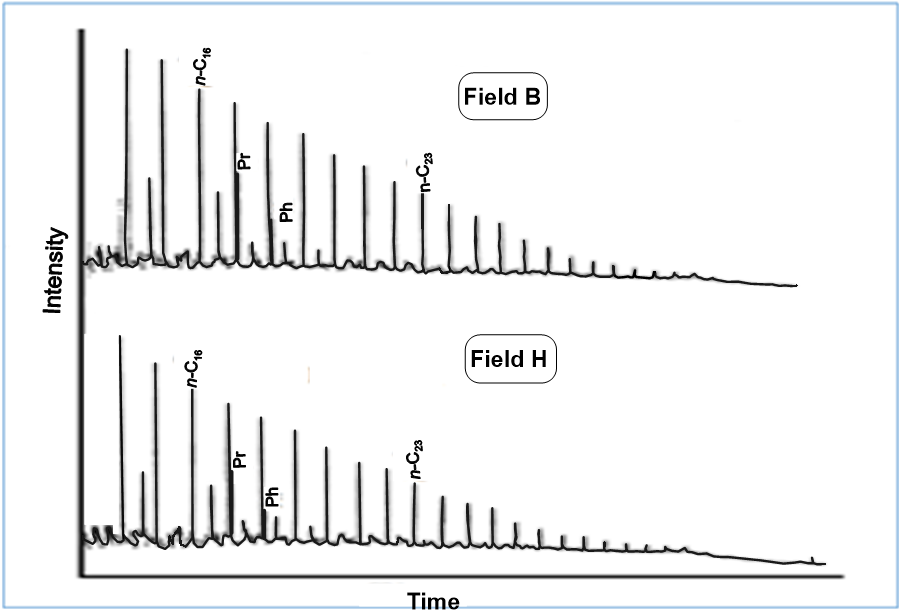 n-C16
Field B
Pr
n-C23
Ph
Intensity
Field H
n-C16
Pr
n-C23
Ph
Time